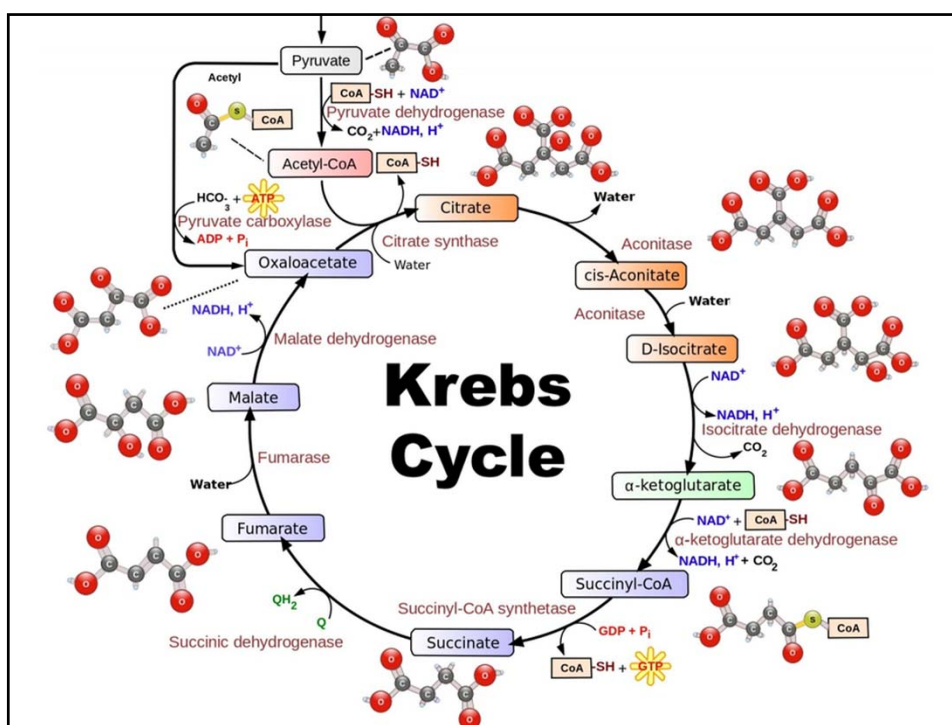 Pyruvate
Acetyl
CoA-SH + NAD⁺
Pyruvate dehydrogenase
CO₂+NADH, H⁺
S CoA
Acetyl-CoA
CoA-SH
HCO₃⁻ + ATP
Pyruvate carboxylase
ADP + Pᵢ
Citrate
Water
Citrate synthase
Water
Oxaloacetate
Aconitase
cis-Aconitate
Water
Aconitase
D-Isocitrate
NADH, H⁺
NAD⁺
Malate dehydrogenase
NAD⁺
NADH, H⁺
Isocitrate dehydrogenase
CO₂
Krebs
Cycle
Malate
Fumarase
Water
α-ketoglutarate
NAD⁺ + CoA-SH
α-ketoglutarate dehydrogenase
NADH, H⁺ + CO₂
Fumarate
Succinyl-CoA
S CoA
QH₂
Q
Succinic dehydrogenase
Succinyl-CoA synthetase
GDP + Pᵢ
CoA-SH + GTP
Succinate